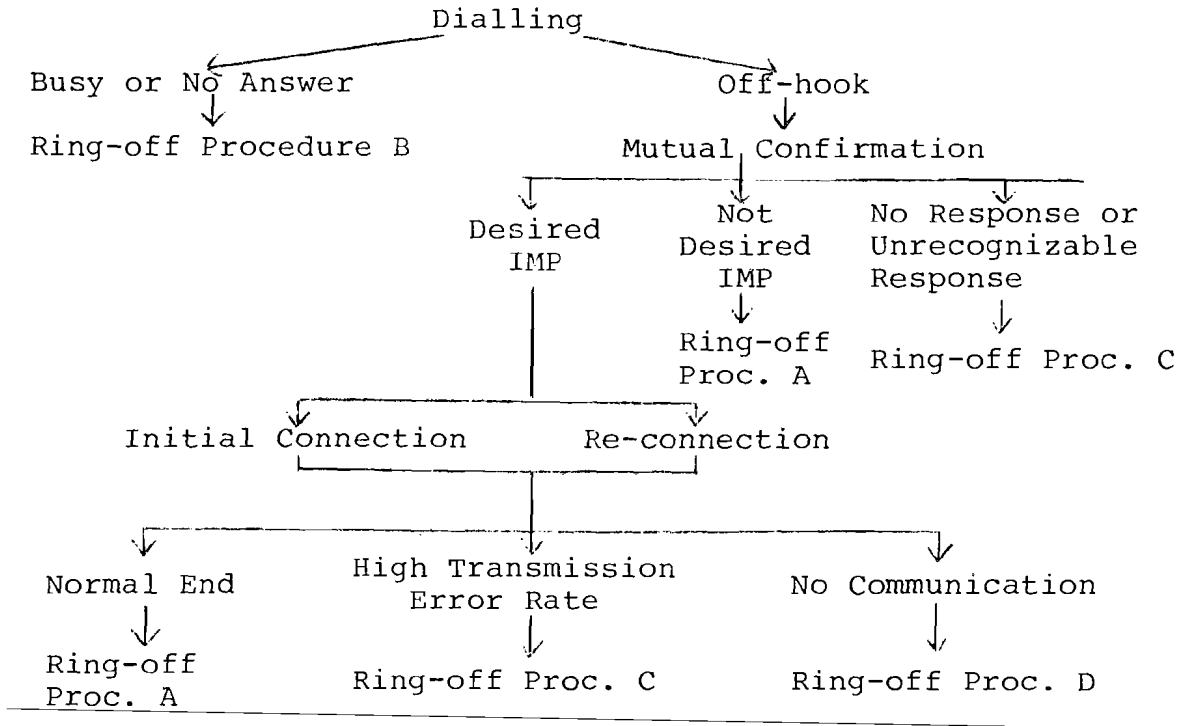 Dialling
Busy or No Answer
Off-hook
Ring-off Procedure B
Mutual Confirmation
Desired
IMP
Not
Desired
IMP
No Response or
Unrecognizable
Response
Ring-off
Proc. A
Ring-off Proc. C
Initial Connection
Re-connection
Normal End
High Transmission
Error Rate
No Communication
Ring-off
Proc. A
Ring-off Proc. C
Ring-off Proc. D